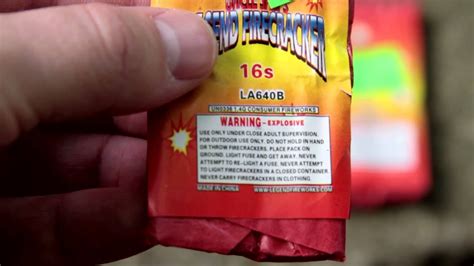 LEGEND FIRECRACKER
16s
LA640B
UN0336 1.4G CONSUMER FIREWORKS
WARNING - EXPLOSIVE
USE ONLY UNDER CLOSE ADULT SUPERVISION.
FOR OUTDOOR USE ONLY. DO NOT HOLD IN HAND
OR THROW FIRECRACKERS. PLACE PACK ON
GROUND. LIGHT FUSE AND GET AWAY. NEVER
ATTEMPT TO RE-LIGHT A FUSE. NEVER ATTEMPT
TO LIGHT FIRECRACKERS IN A CLOSED CONTAINER.
NEVER CARRY FIRECRACKERS IN CLOTHING.
MADE IN CHINA WWW.LEGENDFIREWORKS.COM